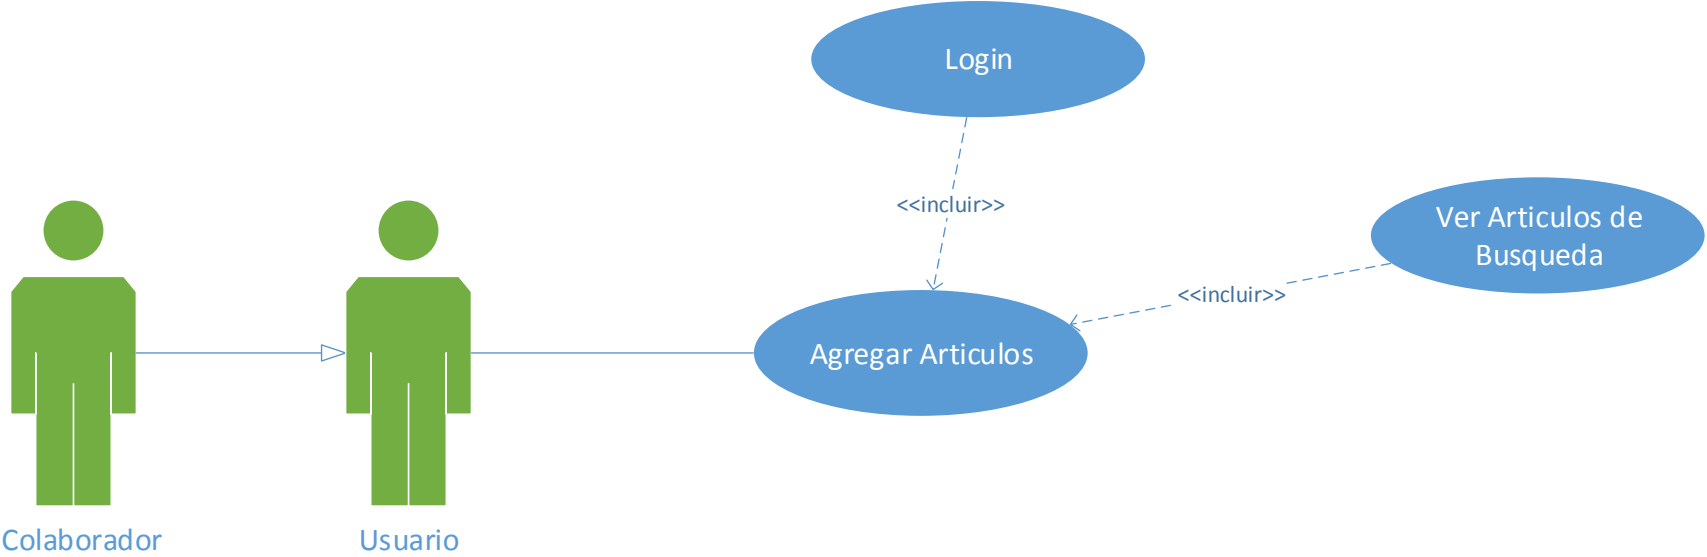 Login
<<incluir>>
Ver Articulos de
Busqueda
<<incluir>>
Agregar Articulos
Colaborador
Usuario